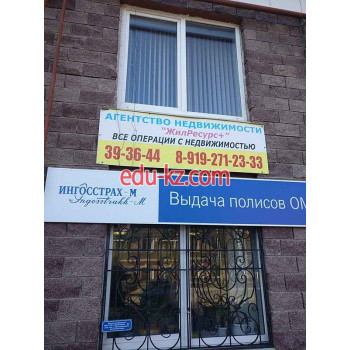 АГЕНТСТВО НЕДВИЖИМОСТИ
"ЖилРесурс+"
ВСЕ ОПЕРАЦИИ С НЕДВИЖИМОСТЬЮ
39-36-44 8-919-271-23-33
edu-kz.com
ИНГОССТРАХ-М
Ingosstrakh-M
Выдача полисов ОМ